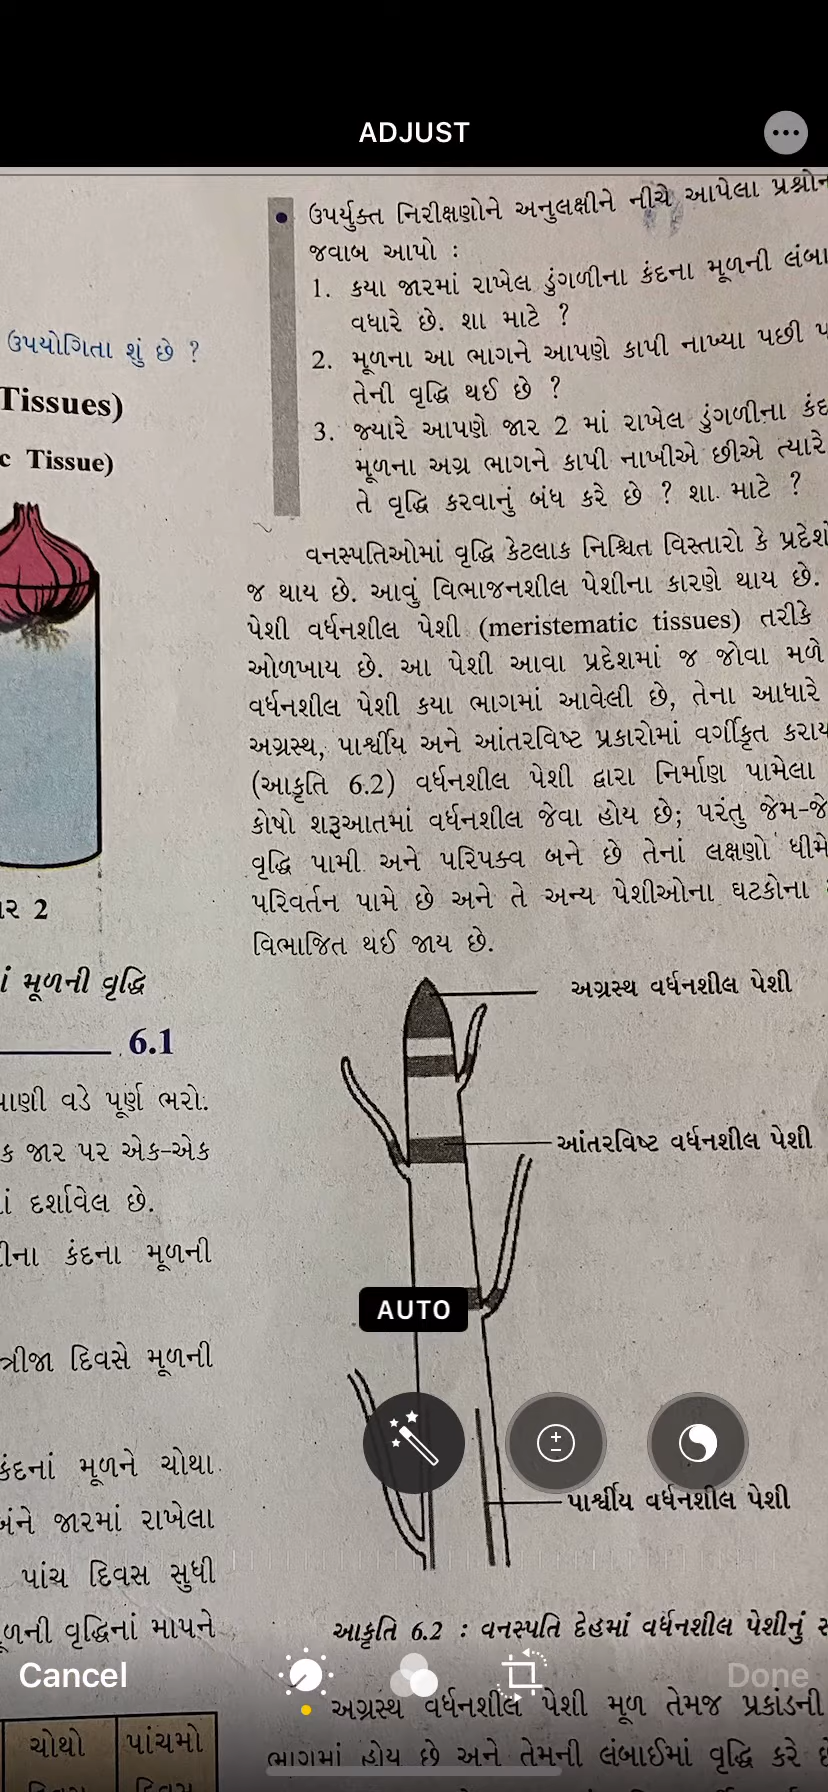 ADJUST
ઉપયોગિતા શું છે ?
Tissues)
Tissue)
2
મૂળની વૃદ્ધિ
6.1
વડે પૂર્ણ ભરો.
જાર પર એક-એક
દર્શાવેલ છે.
કંદના મૂળની
ત્રીજા દિવસે મૂળની
કંદનાં મૂળને ચોથા
બંને જારમાં રાખેલા
પાંચ દિવસ સુધી
વૃદ્ધિનાં માપને
ચોથો પાંચમો
• ઉપર્યુક્ત નિરીક્ષણોને અનુલક્ષીને નીચે આપેલા
જવાબ આપો :
1. કયા જારમાં રાખેલ ડુંગળીના કંદના મૂળની
વધારે છે. શા માટે ?
2. મૂળના આ ભાગને આપણે કાપી નાખ્યા પછી
તેની વૃદ્ધિ થઈ છે ?
3. જ્યારે આપણે જાર 2 માં રાખેલ ડુંગળીના
મૂળના અગ્ર ભાગને કાપી નાખીએ છીએ ત્યારે
તે વૃદ્ધિ કરવાનું બંધ કરે છે ? શા માટે ?
વનસ્પતિઓમાં વૃદ્ધિ કેટલાક નિશ્ચિત વિસ્તારો કે
જ થાય છે. આવું વિભાજનશીલ પેશીના કારણે થાય છે.
પેશી વર્ધનશીલ પેશી (meristematic tissues) તરીકે
ઓળખાય છે. આ પેશી આવા પ્રદેશમાં જ જોવા મળે
વર્ધનશીલ પેશી કયા ભાગમાં આવેલી છે, તેના આધારે
અગ્રસ્થ, પાર્શ્વીય અને આંતરવિષ્ટ પ્રકારોમાં વર્ગીકૃત કરાય
(આકૃતિ 6.2) વર્ધનશીલ પેશી દ્વારા નિર્માણ પામેલા
કોષો શરૂઆતમાં વર્ધનશીલ જેવા હોય છે; પરંતુ જેમ-જે
વૃદ્ધિ પામી અને પરિપક્વ બને છે તેનાં લક્ષણો ધીમે
પરિવર્તન પામે છે અને તે અન્ય પેશીઓના ઘટકોના
વિભાજિત થઈ જાય છે.
અગ્રસ્થ વર્ધનશીલ પેશી
આંતરવિષ્ટ વર્ધનશીલ પેશી
AUTO
પાર્શ્વીય વર્ધનશીલ પેશી
આકૃતિ 6.2 : વનસ્પતિ દેહમાં વર્ધનશીલ પેશીનું
Cancel
Done
અગ્રસ્થ વર્ધનશીલ પેશી મૂળ તેમજ પ્રકાંડની
ભાગમાં હોય છે અને તેમની લંબાઈમાં વૃદ્ધિ કરે